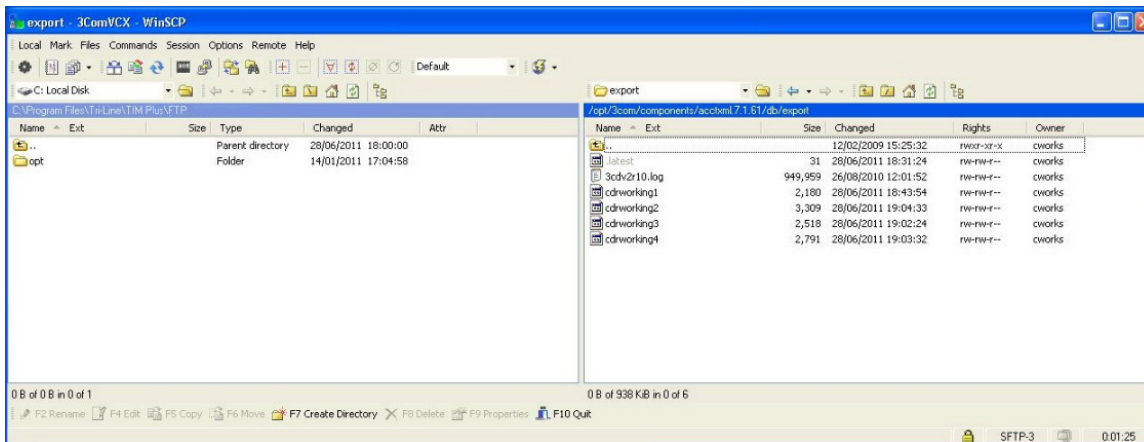 export - 3ComVCX - WinSCP
Local Mark Files Commands Session Options Remote Help
Default
C: Local Disk
export
C:\Program Files\Tri-Line\TIM Plus\FTP
/opt/3com/components/acctxml.7.1.61/db/export
Name Ext Size Type Changed Attr
Name Ext Size Changed Rights Owner
.. Parent directory 28/06/2011 18:00:00
opt Folder 14/01/2011 17:04:58
.. 12/02/2009 15:25:32 rwxr-xr-x cworks
.latest 31 28/06/2011 18:31:24 rw-rw-r-- cworks
3cdv2r10.log 949,959 26/08/2010 12:01:52 rw-rw-r-- cworks
cdrworking1 2,180 28/06/2011 18:43:54 rw-rw-r-- cworks
cdrworking2 3,309 28/06/2011 19:04:33 rw-rw-r-- cworks
cdrworking3 2,518 28/06/2011 19:02:24 rw-rw-r-- cworks
cdrworking4 2,791 28/06/2011 19:03:32 rw-rw-r-- cworks
0 B of 0 B in 0 of 1
0 B of 938 KiB in 0 of 6
F2 Rename F4 Edit F5 Copy F6 Move F7 Create Directory F8 Delete F9 Properties F10 Quit
SFTP-3 0:01:25